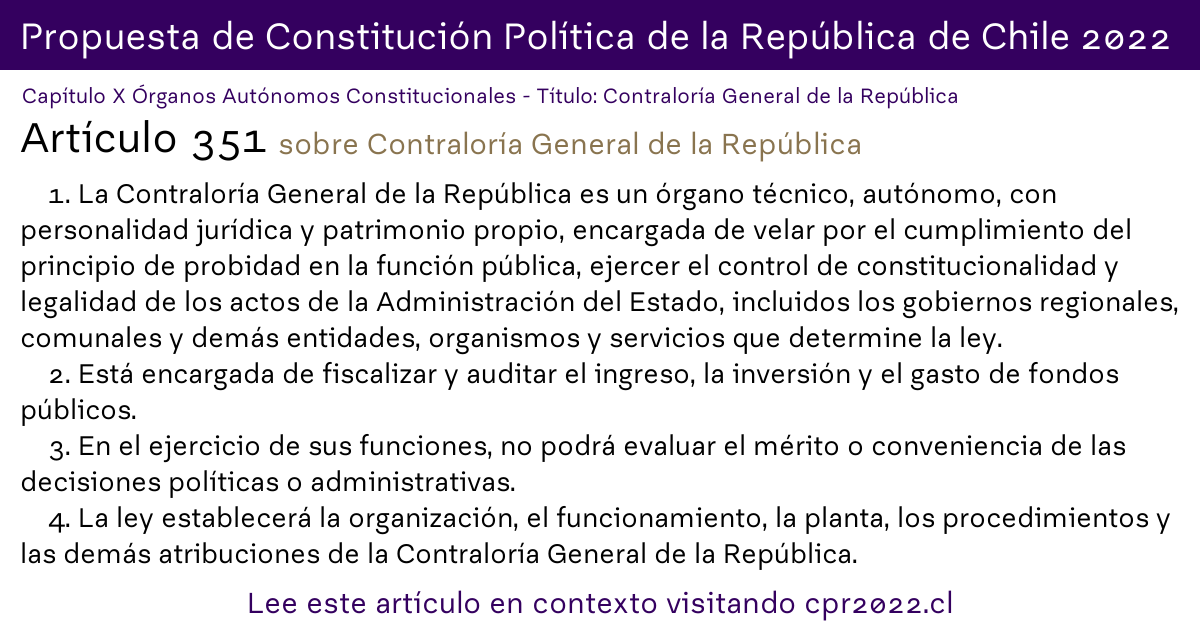 Propuesta de Constitución Política de la República de Chile 2022
Capítulo X Órganos Autónomos Constitucionales - Título: Contraloría General de la República
Artículo 351 sobre Contraloría General de la República
1. La Contraloría General de la República es un órgano técnico, autónomo, con
personalidad jurídica y patrimonio propio, encargada de velar por el cumplimiento del
principio de probidad en la función pública, ejercer el control de constitucionalidad y
legalidad de los actos de la Administración del Estado, incluidos los gobiernos regionales,
comunales y demás entidades, organismos y servicios que determine la ley.
2. Está encargada de fiscalizar y auditar el ingreso, la inversión y el gasto de fondos
públicos.
3. En el ejercicio de sus funciones, no podrá evaluar el mérito o conveniencia de las
decisiones políticas o administrativas.
4. La ley establecerá la organización, el funcionamiento, la planta, los procedimientos y
las demás atribuciones de la Contraloría General de la República.
Lee este artículo en contexto visitando cpr2022.cl